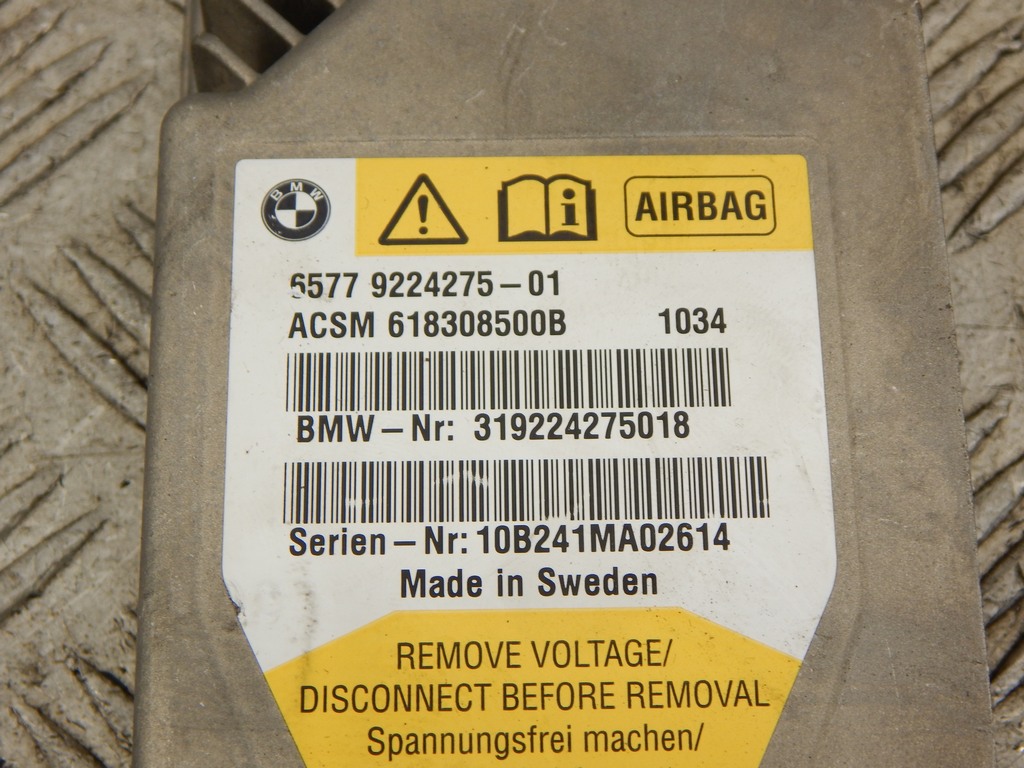 BMW
AIRBAG
6577 9224275-01
ACSM 618308500B 1034
BMW-Nr: 319224275018
Serien-Nr: 10B241MA02614
Made in Sweden
REMOVE VOLTAGE/
DISCONNECT BEFORE REMOVAL
Spannungsfrei machen/